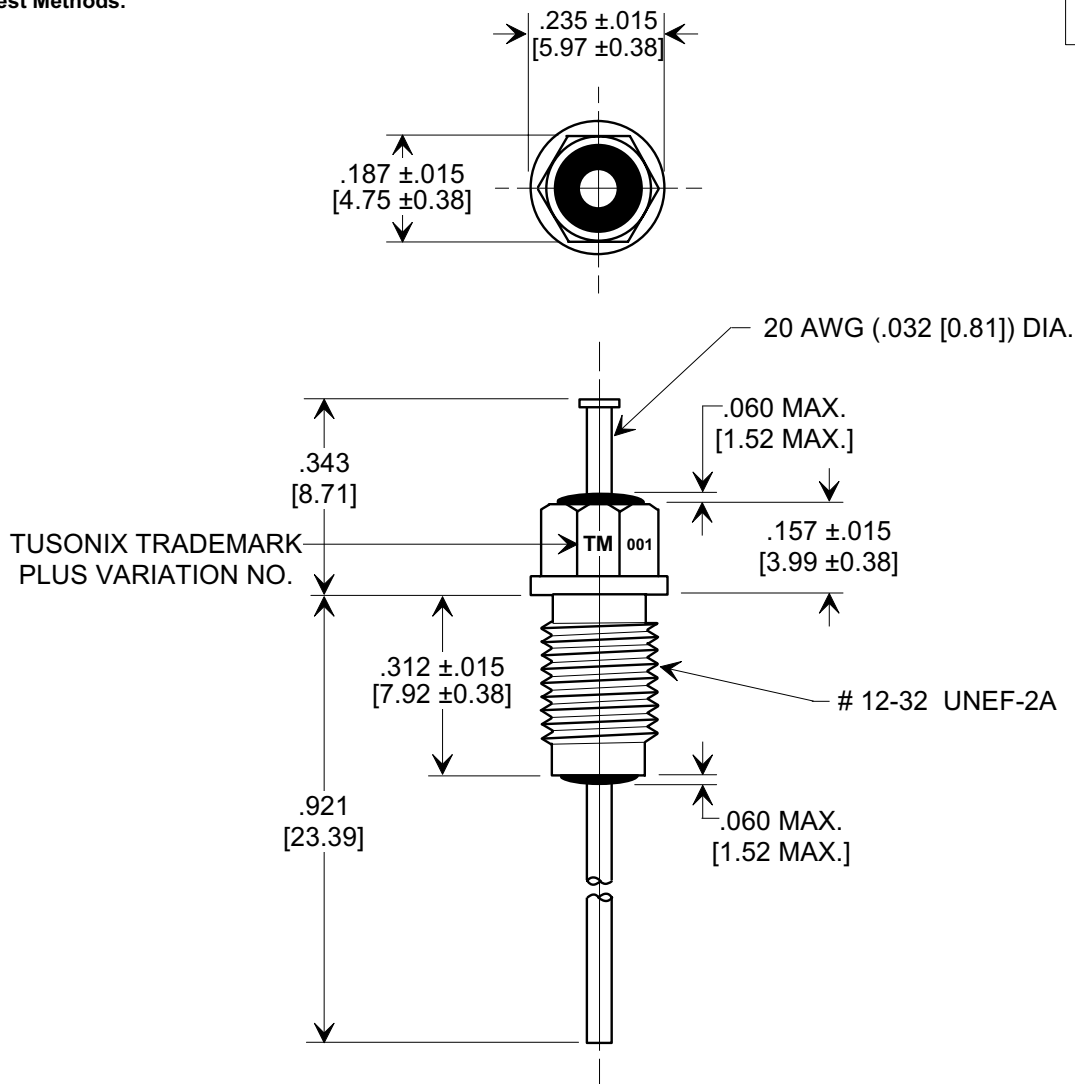 est Methods.
.235 ±.015
[5.97 ±0.38]
.187 ±.015
[4.75 ±0.38]
20 AWG (.032 [0.81]) DIA.
.060 MAX.
[1.52 MAX.]
.343
[8.71]
.157 ±.015
[3.99 ±0.38]
TUSONIX TRADEMARK
PLUS VARIATION NO.
TM 001
.312 ±.015
[7.92 ±0.38]
# 12-32 UNEF-2A
.921
[23.39]
.060 MAX.
[1.52 MAX.]